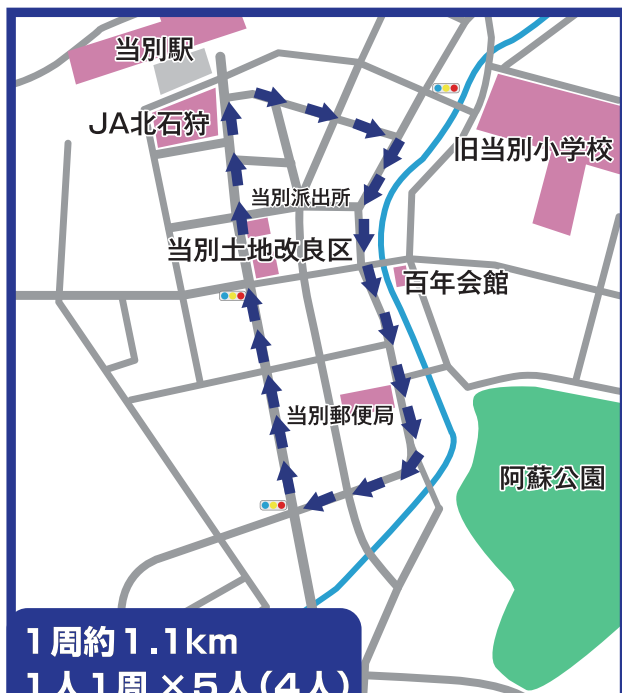 当別駅
JA北石狩
旧当別小学校
当別派出所
当別土地改良区
百年会館
当別郵便局
阿蘇公園
1周約1.1km
1人1周×5人(4人)